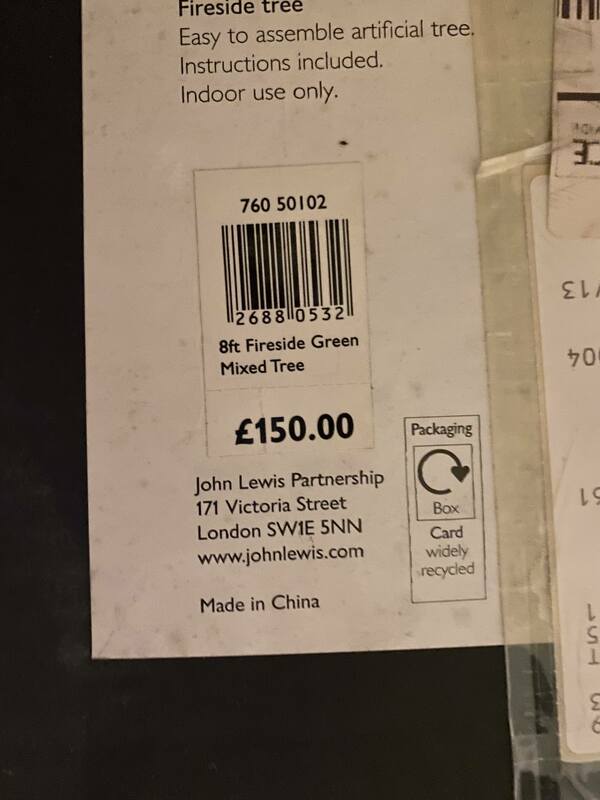 Fireside tree
Easy to assemble artificial tree.
Instructions included.
Indoor use only.
760 50102
26880532
8ft Fireside Green
Mixed Tree
£150.00
John Lewis Partnership
171 Victoria Street
London SW1E 5NN
www.johnlewis.com
Made in China
Packaging
Box
Card
widely
recycled